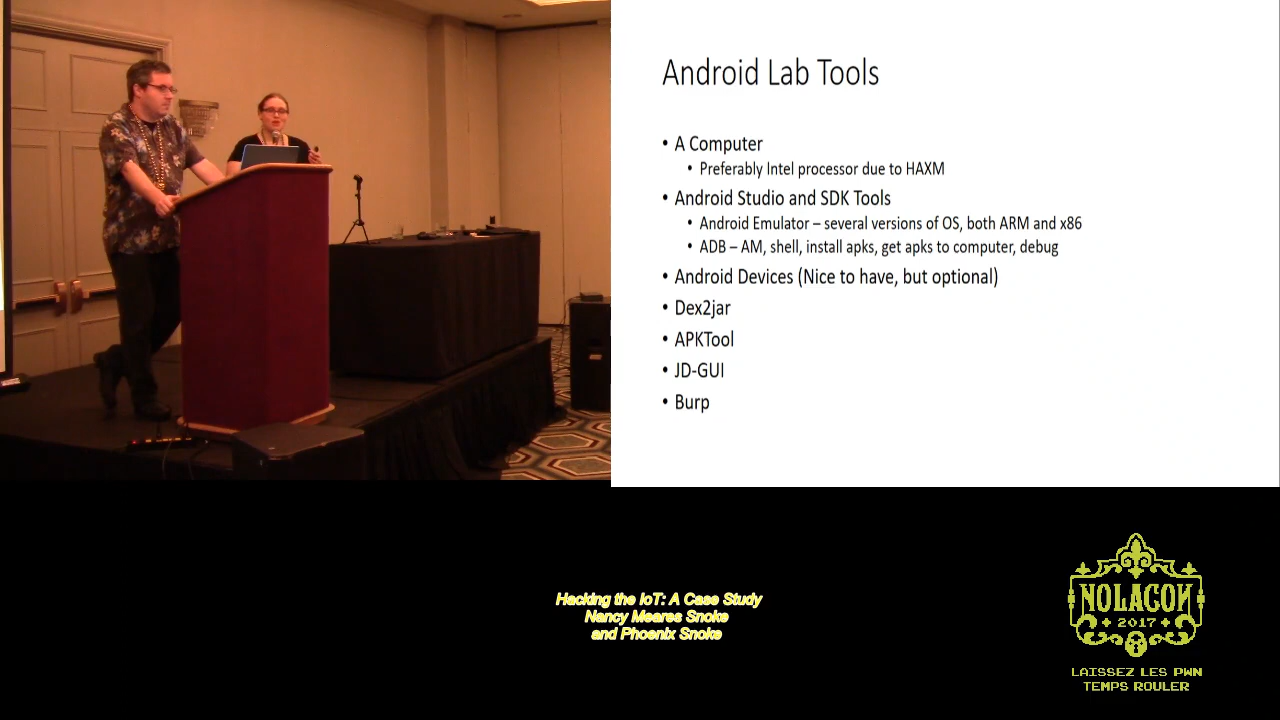 Android Lab Tools
• A Computer
• Preferably Intel processor due to HAXM
• Android Studio and SDK Tools
• Android Emulator – several versions of OS, both ARM and x86
• ADB – AM, shell, install apks, get apks to computer, debug
• Android Devices (Nice to have, but optional)
• Dex2jar
• APKTool
• JD-GUI
• Burp
Hacking the IoT: A Case Study
Nancy Meares Snoke
and Phoenix Snoke
NOLACON
2017
LAISSEZ LES PWN
TEMPS ROULER